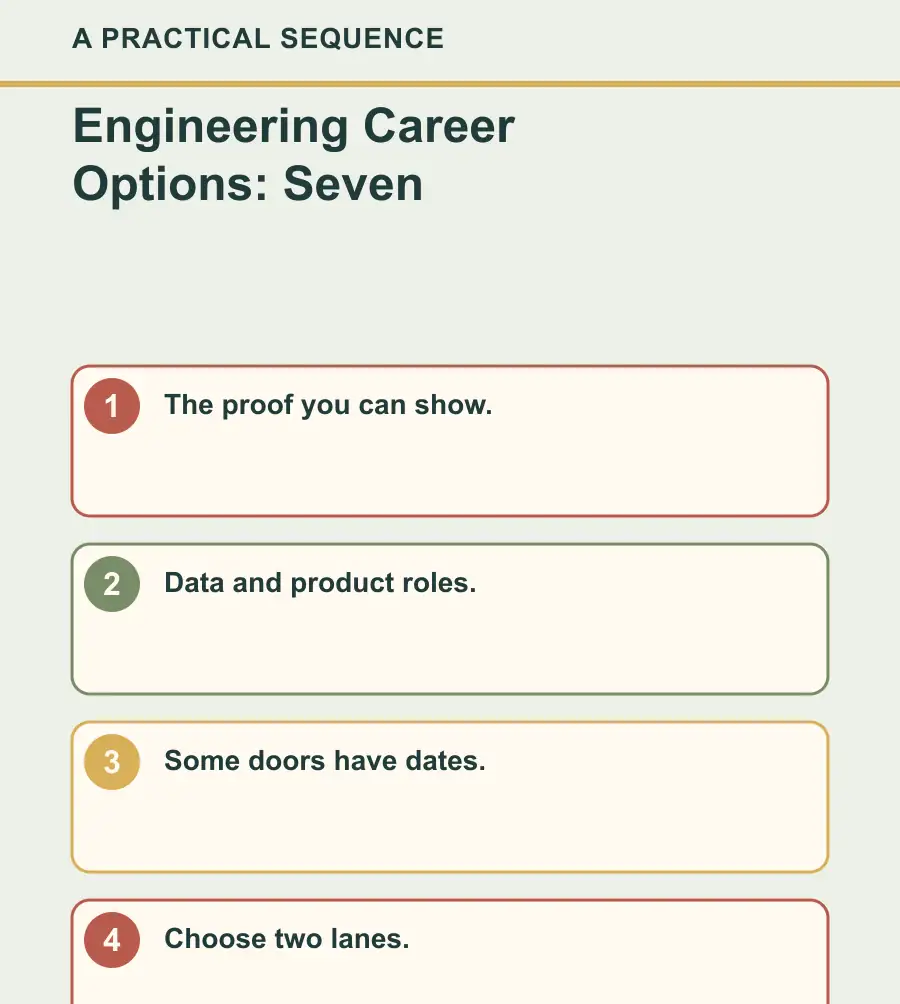 A PRACTICAL SEQUENCE
Engineering Career
Options: Seven
1 The proof you can show.
2 Data and product roles.
3 Some doors have dates.
4 Choose two lanes.